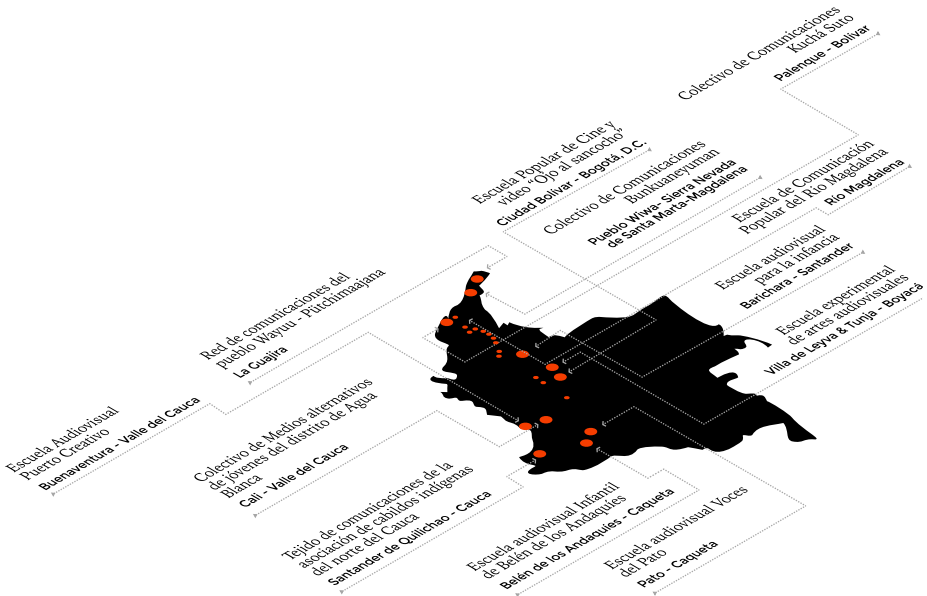 Colectivo de Comunicaciones
Kuchá Suto
Palenque - Bolívar
Escuela Popular de Cine y
video “Ojo al sancocho”
Ciudad Bolívar - Bogotá, D.C.
Colectivo de Comunicaciones
Bunkuaneyuman
Pueblo Wiwa- Sierra Nevada
de Santa Marta-Magdalena
Escuela de Comunicación
Popular del Río Magdalena
Río Magdalena
Escuela audiovisual
para la infancia
Barichara - Santander
Escuela experimental
de artes audiovisuales
Villa de Leyva & Tunja - Boyacá
Red de comunicaciones del
pueblo Wayuu - Pütchimaajana
La Guajira
Escuela Audiovisual
Puerto Creativo
Buenaventura - Valle del Cauca
Colectivo de Medios alternativos
de jóvenes del distrito de Agua
Blanca
Cali - Valle del Cauca
Tejido de comunicaciones de la
asociación de cabildos indígenas
del norte del Cauca
Santander de Quilichao - Cauca
Escuela audiovisual Infantil
de Belén de los Andaquíes
Belén de los Andaquíes - Caqueta
Escuela audiovisual Voces
del Pato
Pato - Caqueta